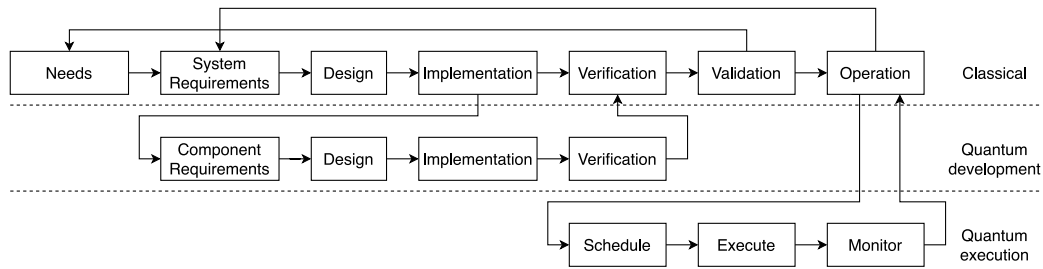 Needs
System
Requirements
Design
Implementation
Verification
Validation
Operation
Classical
Component
Requirements
Design
Implementation
Verification
Quantum
development
Schedule
Execute
Monitor
Quantum
execution